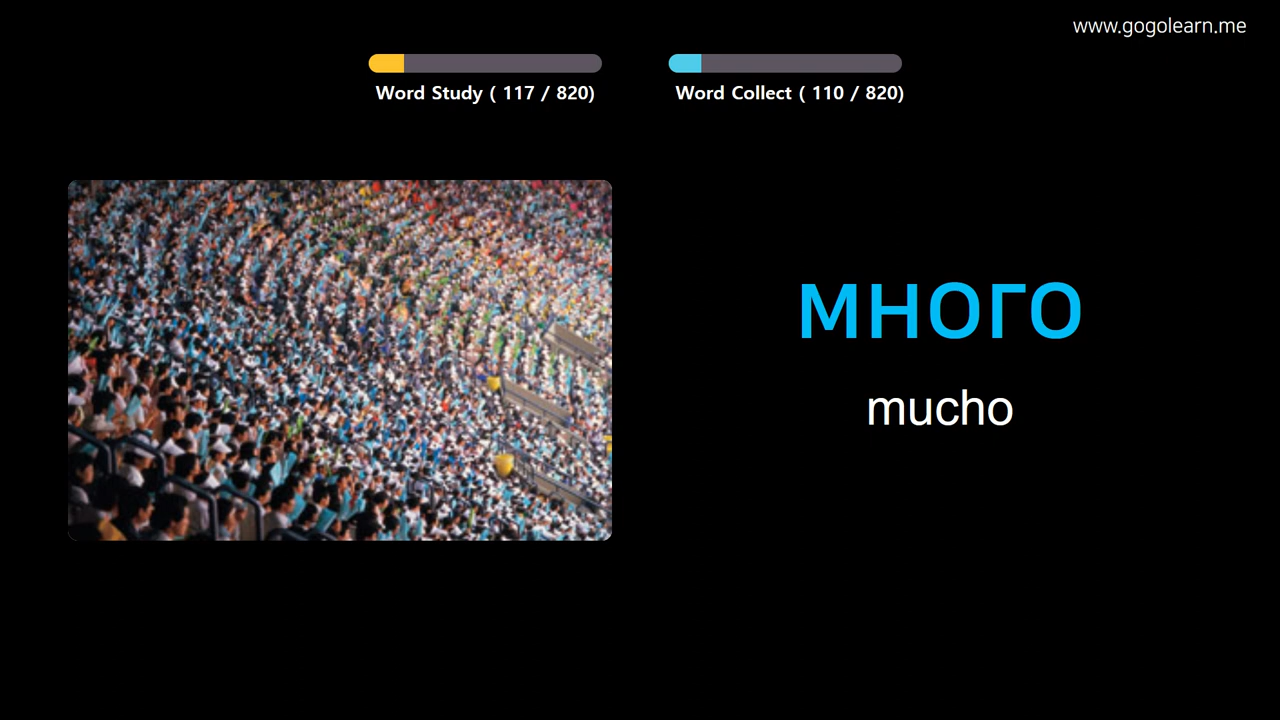 www.gogolearn.me
Word Study ( 117 / 820)
Word Collect ( 110 / 820)
много
mucho